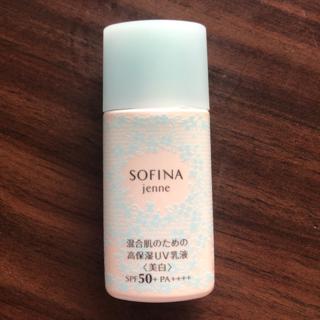 SOFINA
jenne
混合肌のための
高保湿UV乳液
〈美白〉
SPF50+ PA++++